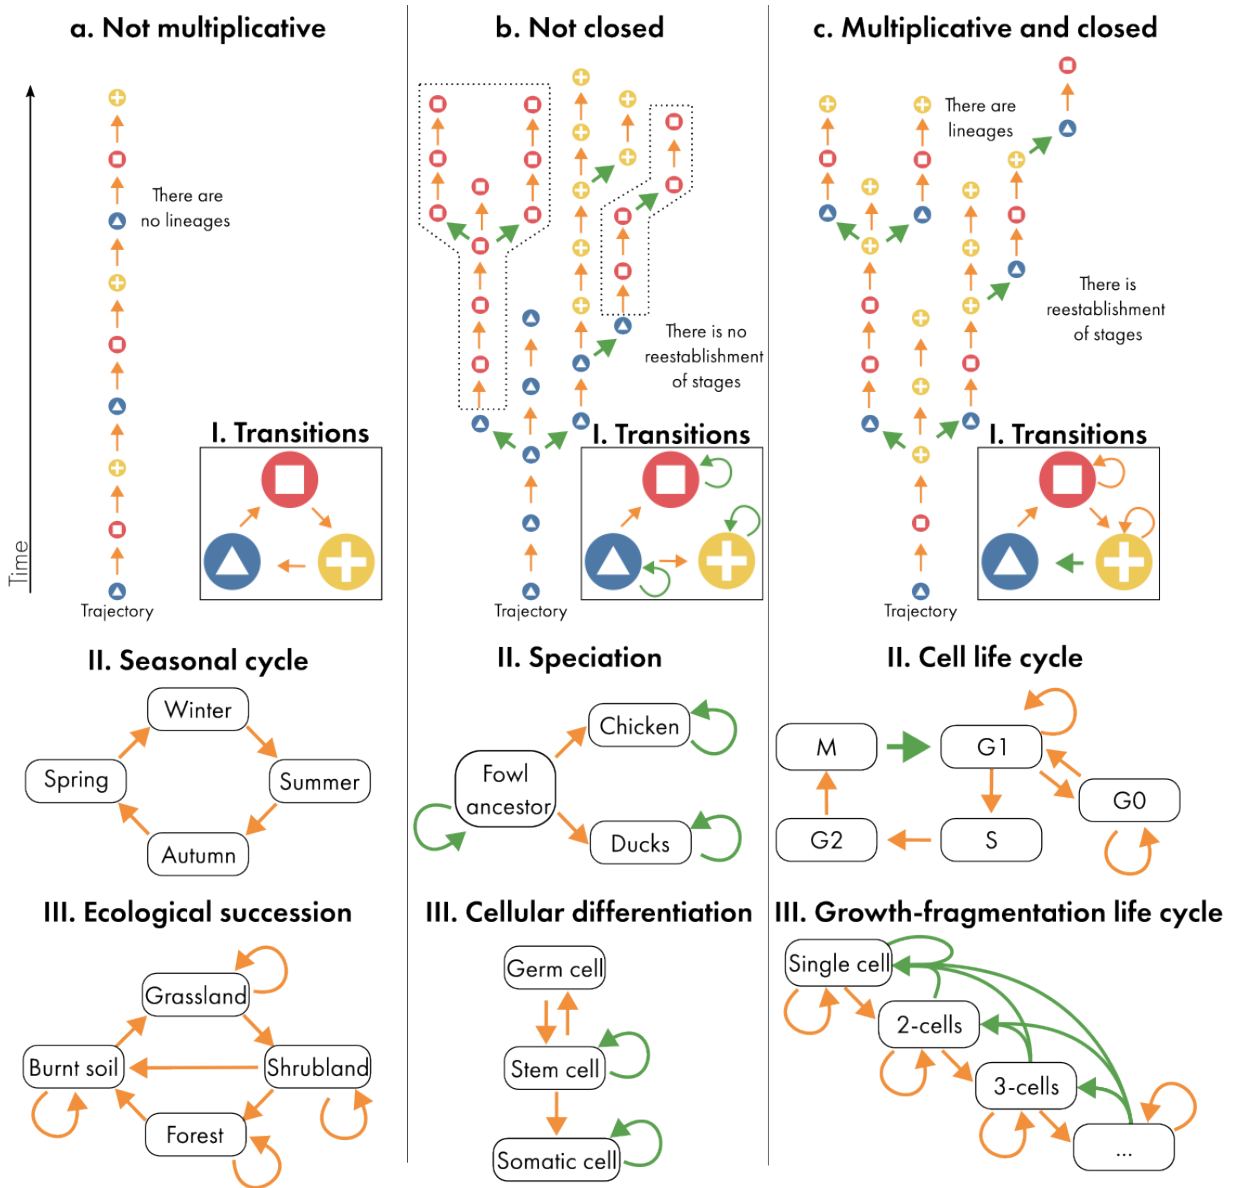 a. Not multiplicative
There are
no lineages
Time
I. Transitions
Trajectory
II. Seasonal cycle
Winter
Spring
Summer
Autumn
III. Ecological succession
Grassland
Burnt soil
Shrubland
Forest
b. Not closed
There is no
reestablishment
of stages
I. Transitions
Trajectory
II. Speciation
Chicken
Fowl
ancestor
Ducks
III. Cellular differentiation
Germ cell
Stem cell
Somatic cell
c. Multiplicative and closed
There are
lineages
There is
reestablishment
of stages
I. Transitions
Trajectory
II. Cell life cycle
M
G1
G0
G2
S
III. Growth-fragmentation life cycle
Single cell
2-cells
3-cells
...